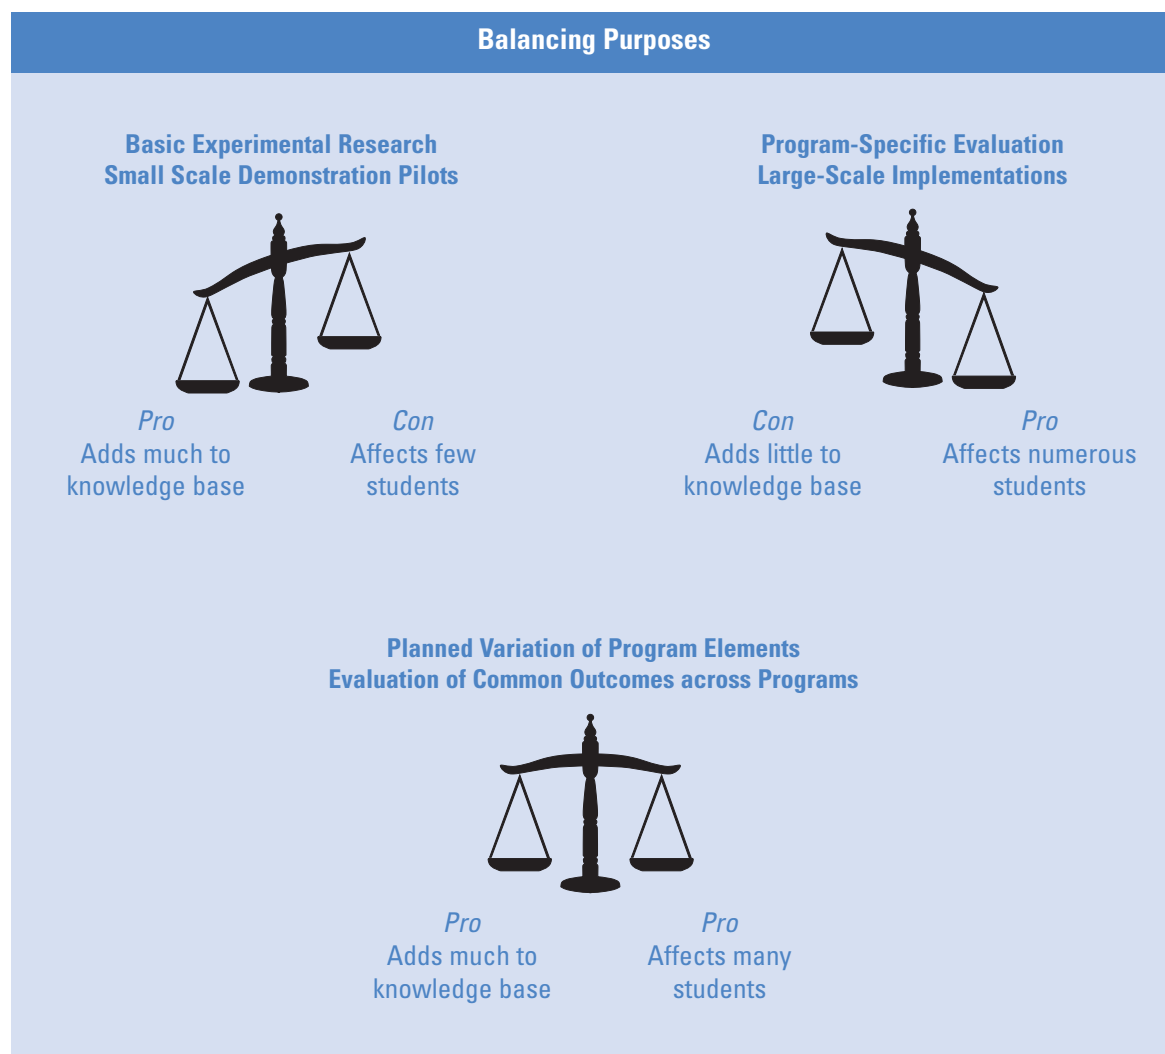 Balancing Purposes
Basic Experimental Research
Small Scale Demonstration Pilots
Pro
Adds much to
knowledge base
Con
Affects few
students
Program-Specific Evaluation
Large-Scale Implementations
Con
Adds little to
knowledge base
Pro
Affects numerous
students
Planned Variation of Program Elements
Evaluation of Common Outcomes across Programs
Pro
Adds much to
knowledge base
Pro
Affects many
students